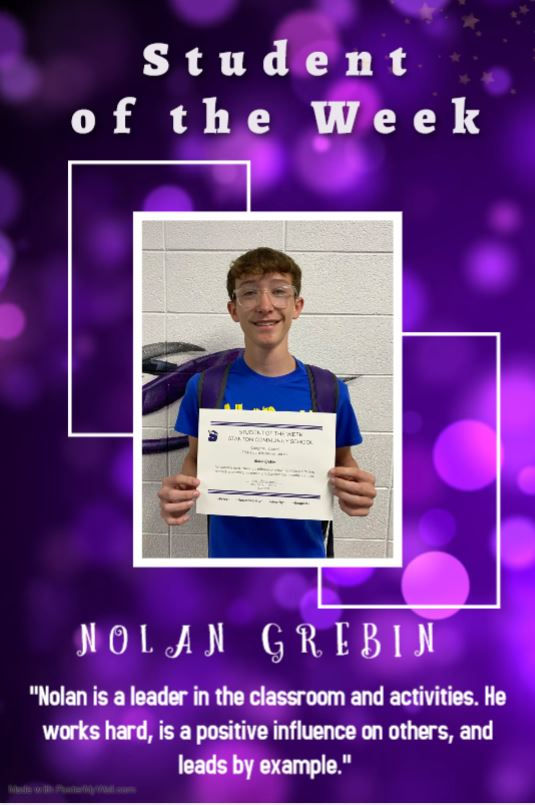 Student
of the Week
STUDENT OF THE WEEK
STANTON COMMUNITY SCHOOL
NOLAN GREBIN
"Nolan is a leader in the classroom and activities. He
works hard, is a positive influence on others, and
leads by example."
Made with PosterMyWall.com